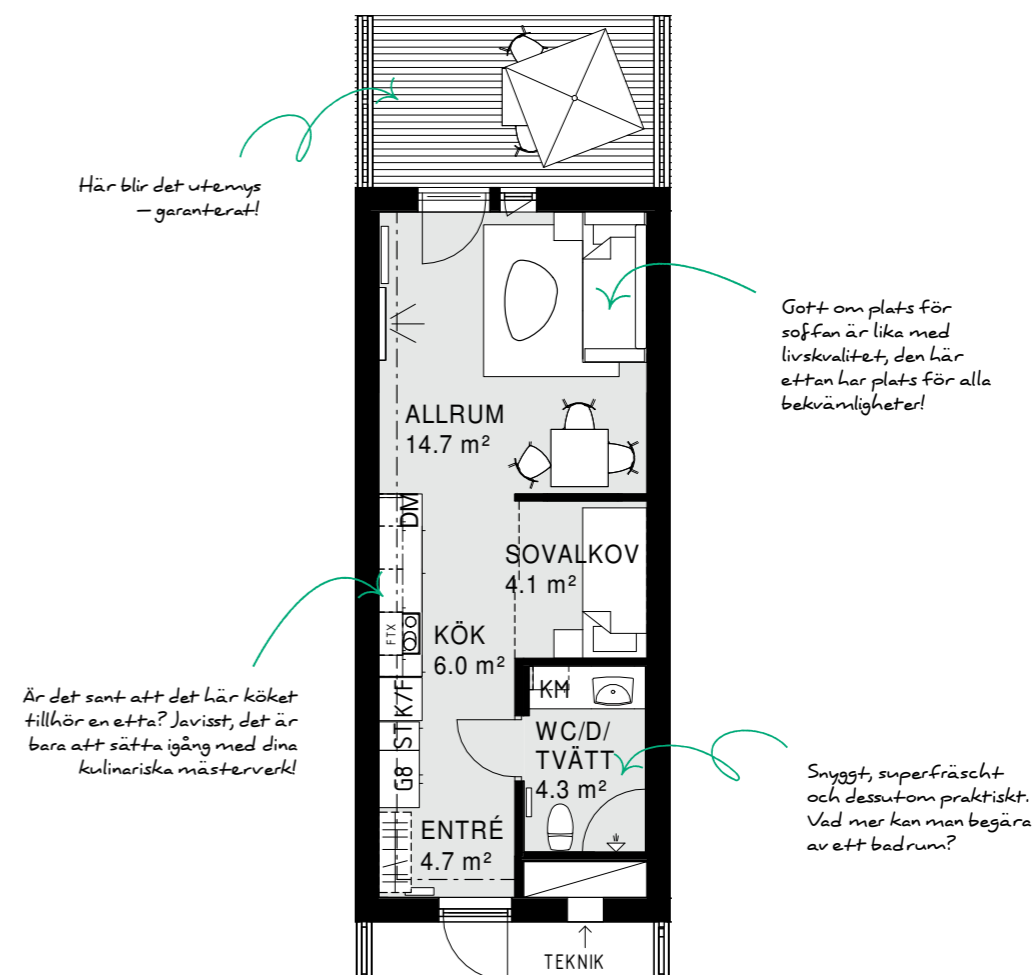 Här blir det utemys
– garanterat!
Gott om plats för
soffan är lika med
livskvalitet, den här
ettan har plats för alla
bekvämligheter!
ALLRUM
14.7 m²
DM
SOVALKOV
4.1 m²
FTX
KÖK
6.0 m²
K/F
KM
Är det sant att det här köket
tillhör en etta? Javisst, det är
bara att sätta igång med dina
kulinariska mästerverk!
ST
WC/D/
TVÄTT
4.3 m²
G8
Snyggt, superfräscht
och dessutom praktiskt.
Vad mer kan man begära
av ett badrum?
ENTRÉ
4.7 m²
TEKNIK